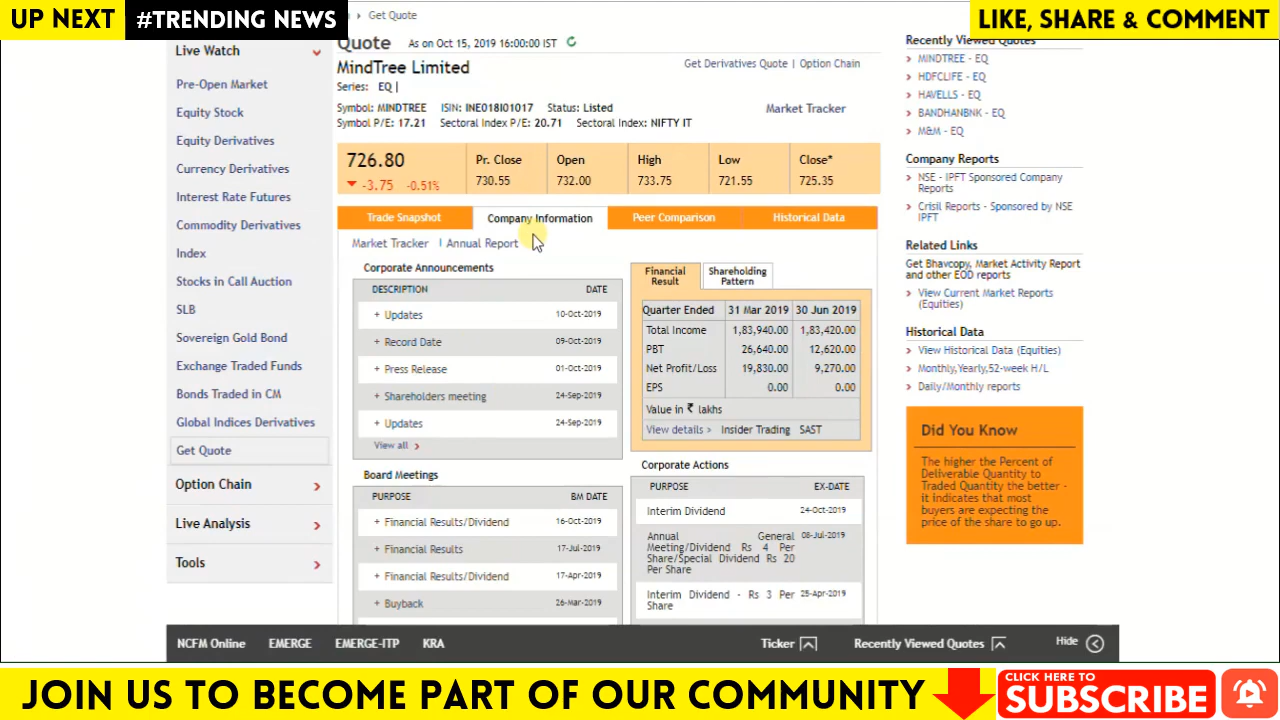 UP NEXT #TRENDING NEWS
LIKE, SHARE & COMMENT
› Get Quote
Live Watch
Pre-Open Market
Equity Stock
Equity Derivatives
Currency Derivatives
Interest Rate Futures
Commodity Derivatives
Index
Stocks in Call Auction
SLB
Sovereign Gold Bond
Exchange Traded Funds
Bonds Traded in CM
Global Indices Derivatives
Get Quote
Option Chain
Live Analysis
Tools
Quote As on Oct 15, 2019 16:00:00 IST
MindTree Limited
Get Derivatives Quote | Option Chain
Series: EQ |
Symbol: MINDTREE ISIN: INE018I01017 Status: Listed
Market Tracker
Symbol P/E: 17.21 Sectoral Index P/E: 20.71 Sectoral Index: NIFTY IT
726.80 Pr. Close Open High Low Close*
-3.75 -0.51% 730.55 732.00 733.75 721.55 725.35
Trade Snapshot Company Information Peer Comparison Historical Data
Market Tracker | Annual Report
Corporate Announcements
DESCRIPTION DATE
+ Updates 10-Oct-2019
+ Record Date 09-Oct-2019
+ Press Release 01-Oct-2019
+ Shareholders meeting 24-Sep-2019
+ Updates 24-Sep-2019
View all ›
Financial Result Shareholding Pattern
Quarter Ended 31 Mar 2019 30 Jun 2019
Total Income 1,83,940.00 1,83,420.00
PBT 26,640.00 12,620.00
Net Profit/Loss 19,830.00 9,270.00
EPS 0.00 0.00
Value in ₹ lakhs
View details > Insider Trading SAST
Board Meetings
PURPOSE BM DATE
+ Financial Results/Dividend 16-Oct-2019
+ Financial Results 17-Jul-2019
+ Financial Results/Dividend 17-Apr-2019
+ Buyback 26-Mar-2019
Corporate Actions
PURPOSE EX-DATE
Interim Dividend 24-Oct-2019
Annual General 08-Jul-2019
Meeting/Dividend Rs 4 Per
Share/Special Dividend Rs 20
Per Share
Interim Dividend - Rs 3 Per 25-Apr-2019
Share
Recently Viewed Quotes
› MINDTREE - EQ
› HDFCLIFE - EQ
› HAVELLS - EQ
› BANDHANBNK - EQ
› M&M - EQ
Company Reports
› NSE - IPFT Sponsored Company
Reports
› Crisil Reports - Sponsored by NSE
IPFT
Related Links
Get Bhavcopy, Market Activity Report
and other EOD reports
› View Current Market Reports
(Equities)
Historical Data
› View Historical Data (Equities)
› Monthly,Yearly,52-week H/L
› Daily/Monthly reports
Did You Know
The higher the Percent of
Deliverable Quantity to
Traded Quantity the better -
it indicates that most
buyers are expecting the
price of the share to go up.
NCFM Online EMERGE EMERGE-ITP KRA Ticker Recently Viewed Quotes Hide
JOIN US TO BECOME PART OF OUR COMMUNITY
CLICK HERE TO
SUBSCRIBE